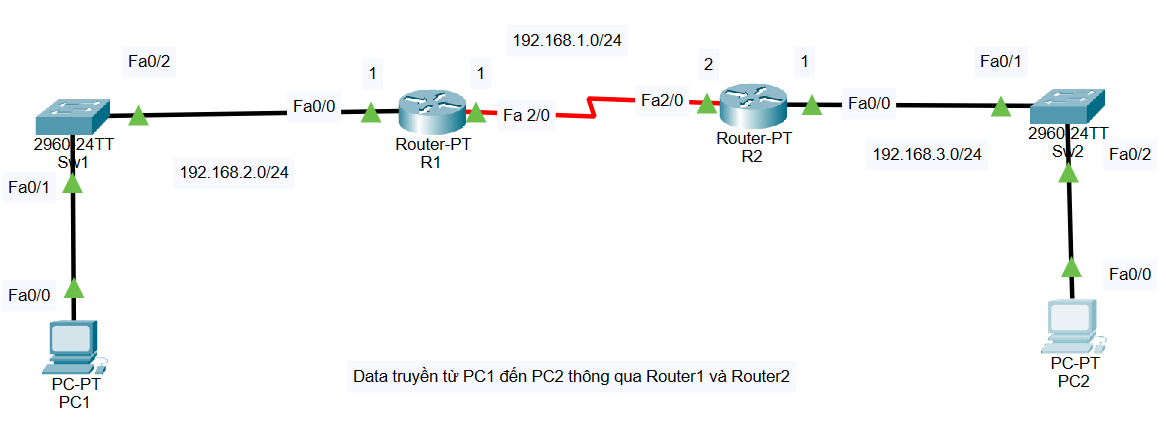 192.168.1.0/24
Fa0/2
1
1
2
1
Fa0/1
Fa0/0
Fa 2/0
Fa2/0
Fa0/0
2960-24TT
Sw1
Router-PT
R1
Router-PT
R2
2960-24TT
Sw2
192.168.2.0/24
192.168.3.0/24
Fa0/2
Fa0/1
Fa0/0
Fa0/0
PC-PT
PC1
PC-PT
PC2
Data truyền từ PC1 đến PC2 thông qua Router1 và Router2